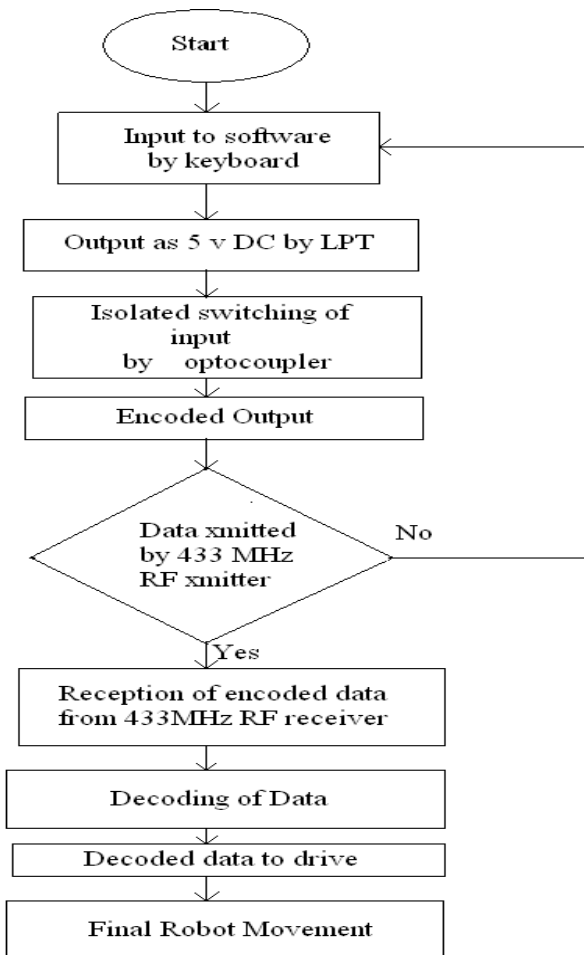 Start
Input to software
by keyboard
Output as 5 v DC by LPT
Isolated switching of
input
by optocoupler
Encoded Output
Data xmitted
by 433 MHz
RF xmitter
No
Yes
Reception of encoded data
from 433MHz RF receiver
Decoding of Data
Decoded data to drive
Final Robot Movement